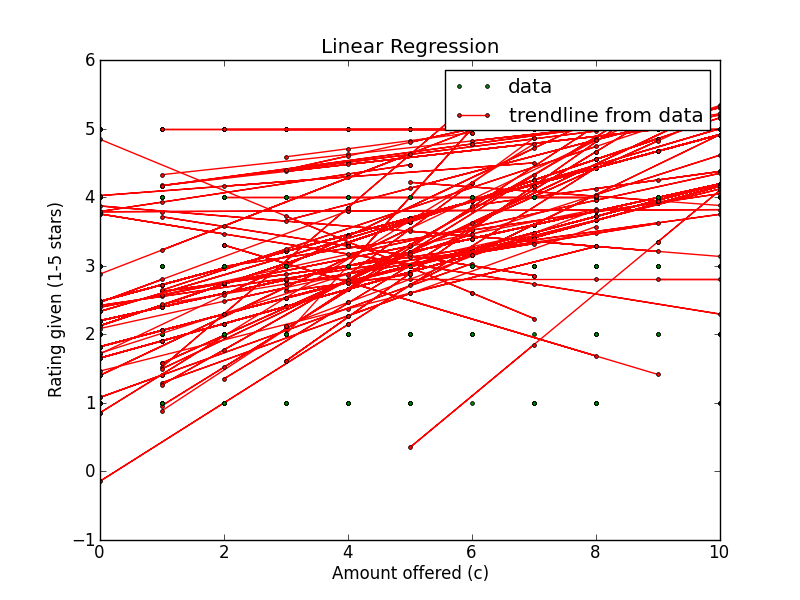 Linear Regression
data
trendline from data
6
5
4
3
2
1
0
−1
0
2
4
6
8
10
Rating given (1-5 stars)
Amount offered (c)